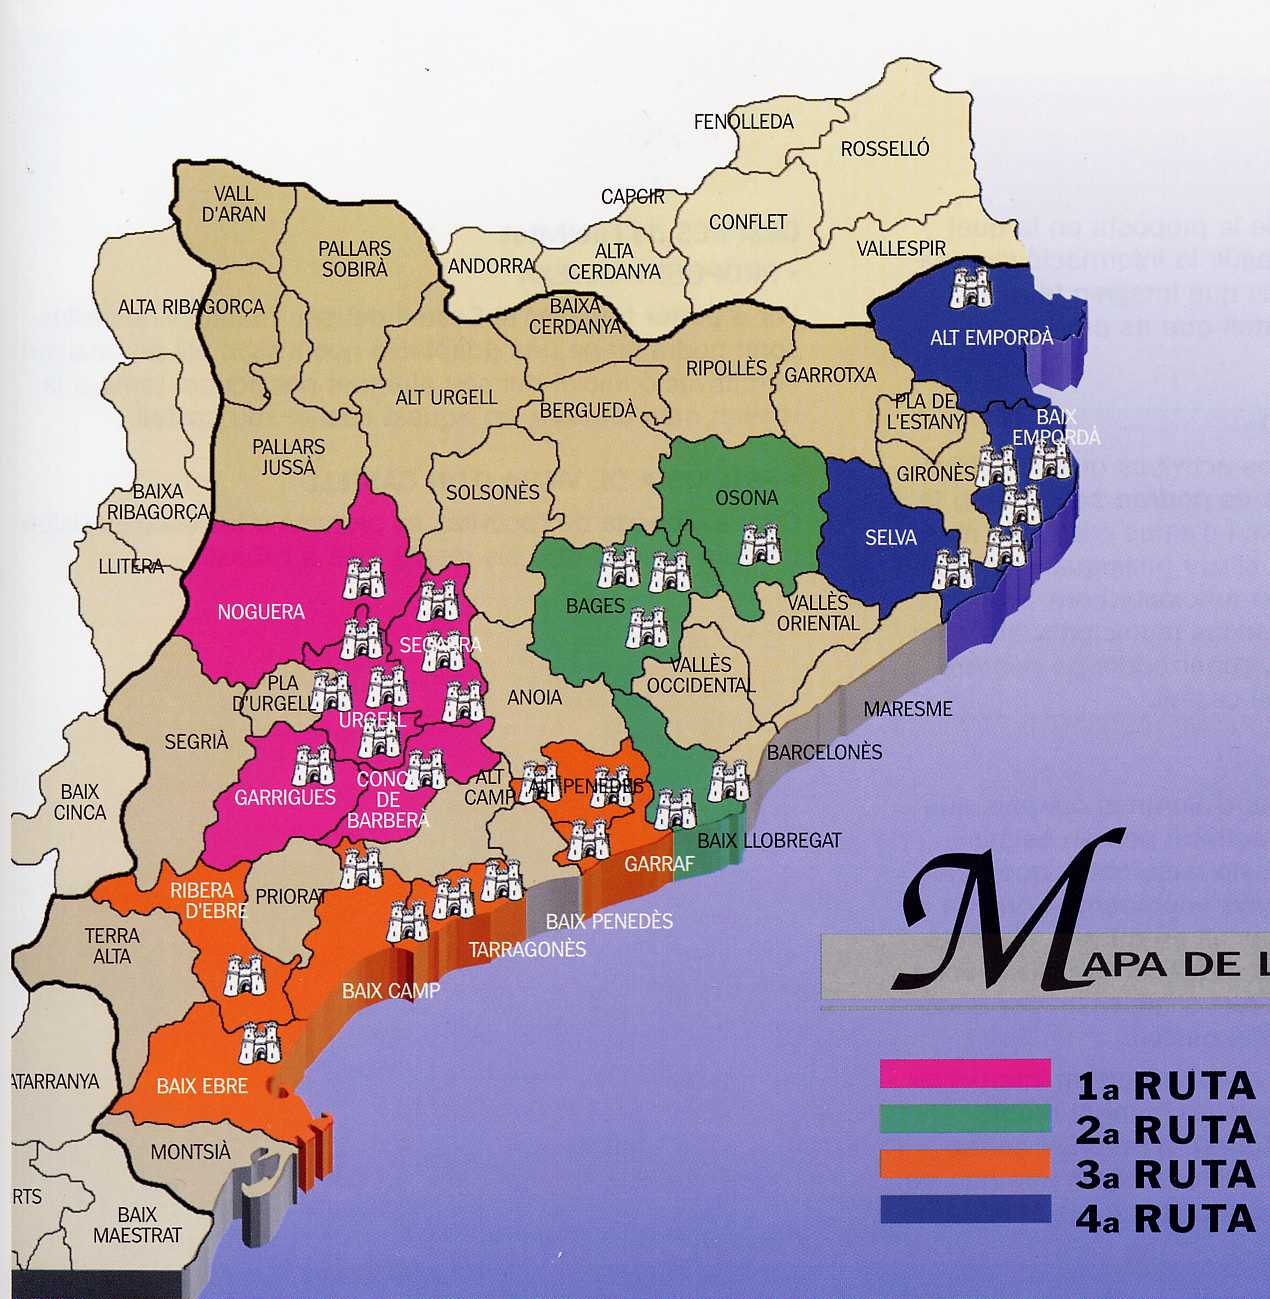 FENOLLEDA
ROSSELLÓ
VALL
D'ARAN
CAPCIR
CONFLET
PALLARS
SOBIRÀ
VALLESPIR
ANDORRA
ALTA
CERDANYA
ALTA RIBAGORÇA
BAIXA
CERDANYA
ALT EMPORDÀ
RIPOLLÈS
GARROTXA
ALT URGELL
BERGUEDÀ
PLA DE
L'ESTANY
BAIX
EMPORDÀ
PALLARS
JUSSÀ
GIRONÈS
SOLSONÈS
OSONA
BAIXA
RIBAGORÇA
SELVA
LLITERA
NOGUERA
BAGES
VALLÈS
ORIENTAL
SEGARRA
VALLÈS
OCCIDENTAL
PLA
D'URGELL
ANOIA
MARESME
URGELL
SEGRIÀ
BARCELONÈS
BAIX
CINCA
GARRIGUES
CONCA
DE
BARBERÀ
ALT
CAMP
ALT PENEDÈS
BAIX LLOBREGAT
GARRAF
RIBERA
D'EBRE
PRIORAT
BAIX PENEDÈS
TERRA
ALTA
TARRAGONÈS
BAIX CAMP
MAPA DE L
ATARRANYA
BAIX EBRE
1a RUTA
2a RUTA
3a RUTA
4a RUTA
MONTSIÀ
RTS
BAIX
MAESTRAT